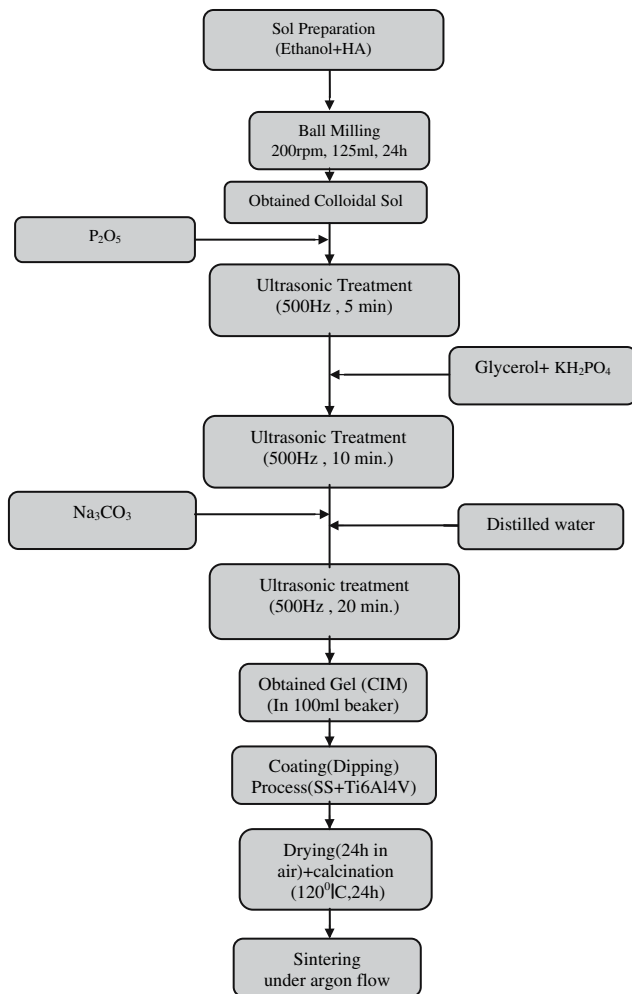 Sol Preparation
(Ethanol+HA)
Ball Milling
200rpm, 125ml, 24h
Obtained Colloidal Sol
P₂O₅
Ultrasonic Treatment
(500Hz , 5 min)
Glycerol+ KH₂PO₄
Ultrasonic Treatment
(500Hz , 10 min.)
Na₃CO₃
Distilled water
Ultrasonic treatment
(500Hz , 20 min.)
Obtained Gel (CIM)
(In 100ml beaker)
Coating(Dipping)
Process(SS+Ti6Al4V)
Drying(24h in
air)+calcination
(120⁰|C,24h)
Sintering
under argon flow